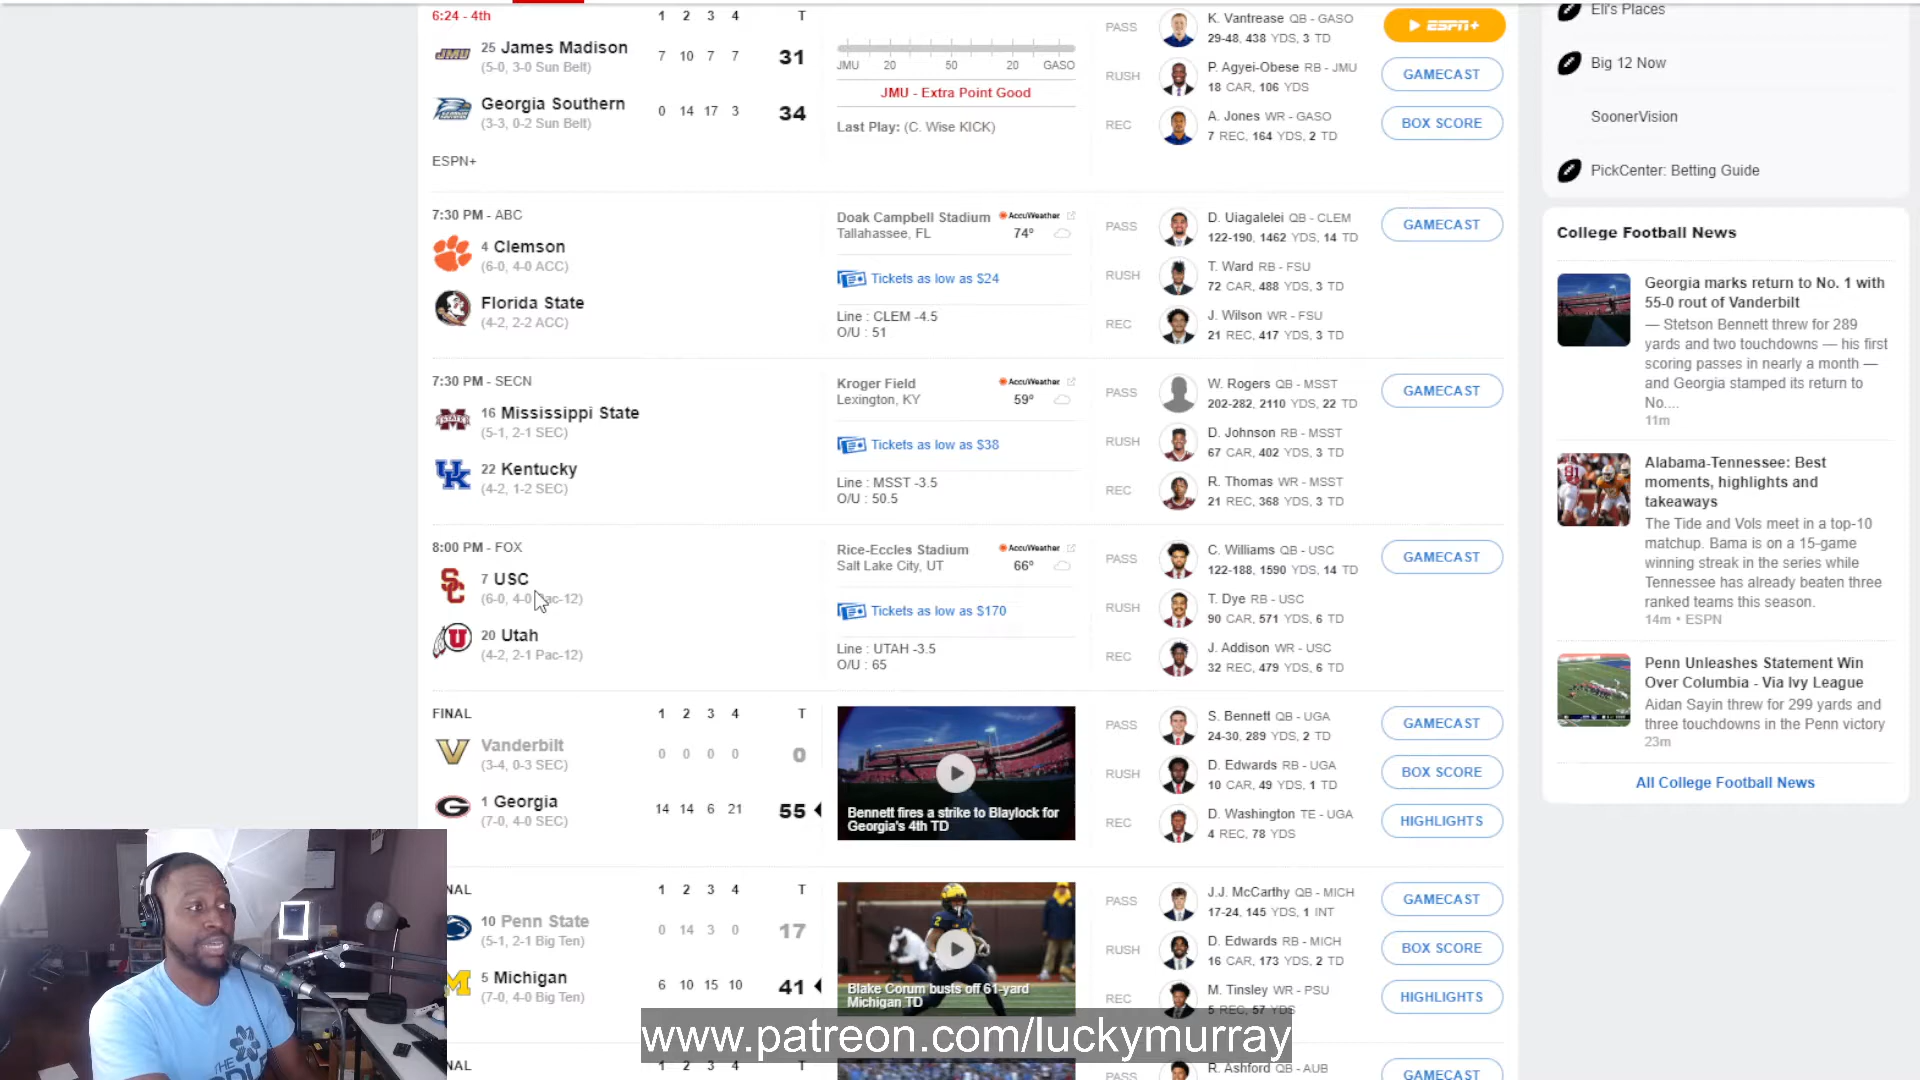 6:24 - 4th 1 2 3 4 T
25 James Madison 7 10 7 7 31
(5-0, 3-0 Sun Belt)
Georgia Southern 0 14 17 3 34
(3-3, 0-2 Sun Belt)
ESPN+
JMU 20 50 20 GASO
JMU - Extra Point Good
Last Play: (C. Wise KICK)
PASS K. Vantrease QB - GASO
29-48, 438 YDS, 3 TD
RUSH P. Agyei-Obese RB - JMU
18 CAR, 106 YDS
REC A. Jones WR - GASO
7 REC, 164 YDS, 2 TD
ESPN+
GAMECAST
BOX SCORE
7:30 PM - ABC
4 Clemson
(6-0, 4-0 ACC)
Florida State
(4-2, 2-2 ACC)
Doak Campbell Stadium AccuWeather
Tallahassee, FL 74°
Tickets as low as $24
Line : CLEM -4.5
O/U : 51
PASS D. Uiagalelei QB - CLEM
122-190, 1462 YDS, 14 TD
RUSH T. Ward RB - FSU
72 CAR, 488 YDS, 3 TD
REC J. Wilson WR - FSU
21 REC, 417 YDS, 3 TD
GAMECAST
7:30 PM - SECN
16 Mississippi State
(5-1, 2-1 SEC)
22 Kentucky
(4-2, 1-2 SEC)
Kroger Field AccuWeather
Lexington, KY 59°
Tickets as low as $38
Line : MSST -3.5
O/U : 50.5
PASS W. Rogers QB - MSST
202-282, 2110 YDS, 22 TD
RUSH D. Johnson RB - MSST
67 CAR, 402 YDS, 3 TD
REC R. Thomas WR - MSST
21 REC, 368 YDS, 3 TD
GAMECAST
8:00 PM - FOX
7 USC
(6-0, 4-0 Pac-12)
20 Utah
(4-2, 2-1 Pac-12)
Rice-Eccles Stadium AccuWeather
Salt Lake City, UT 66°
Tickets as low as $170
Line : UTAH -3.5
O/U : 65
PASS C. Williams QB - USC
122-188, 1590 YDS, 14 TD
RUSH T. Dye RB - USC
90 CAR, 571 YDS, 6 TD
REC J. Addison WR - USC
32 REC, 479 YDS, 6 TD
GAMECAST
FINAL 1 2 3 4 T
Vanderbilt 0 0 0 0 0
(3-4, 0-3 SEC)
1 Georgia 14 14 6 21 55
(7-0, 4-0 SEC)
Bennett fires a strike to Blaylock for
Georgia's 4th TD
PASS S. Bennett QB - UGA
24-30, 289 YDS, 2 TD
RUSH D. Edwards RB - UGA
10 CAR, 49 YDS, 1 TD
REC D. Washington TE - UGA
4 REC, 78 YDS
GAMECAST
BOX SCORE
HIGHLIGHTS
NAL 1 2 3 4 T
10 Penn State 0 14 3 0 17
(5-1, 2-1 Big Ten)
5 Michigan 6 10 15 10 41
(7-0, 4-0 Big Ten)
Blake Corum busts off 61-yard
Michigan TD
PASS J.J. McCarthy QB - MICH
17-24, 145 YDS, 1 INT
RUSH D. Edwards RB - MICH
16 CAR, 173 YDS, 2 TD
REC M. Tinsley WR - PSU
5 REC, 57 YDS
GAMECAST
BOX SCORE
HIGHLIGHTS
NAL 1 2 3 4 T
PASS R. Ashford QB - AUB
GAMECAST
Eli's Places
Big 12 Now
SoonerVision
PickCenter: Betting Guide
College Football News
Georgia marks return to No. 1 with
55-0 rout of Vanderbilt
— Stetson Bennett threw for 289
yards and two touchdowns — his first
scoring passes in nearly a month —
and Georgia stamped its return to
No....
11m
Alabama-Tennessee: Best
moments, highlights and
takeaways
The Tide and Vols meet in a top-10
matchup. Bama is on a 15-game
winning streak in the series while
Tennessee has already beaten three
ranked teams this season.
14m • ESPN
Penn Unleashes Statement Win
Over Columbia - Via Ivy League
Aidan Sayin threw for 299 yards and
three touchdowns in the Penn victory
23m
All College Football News
www.patreon.com/luckymurray
THE